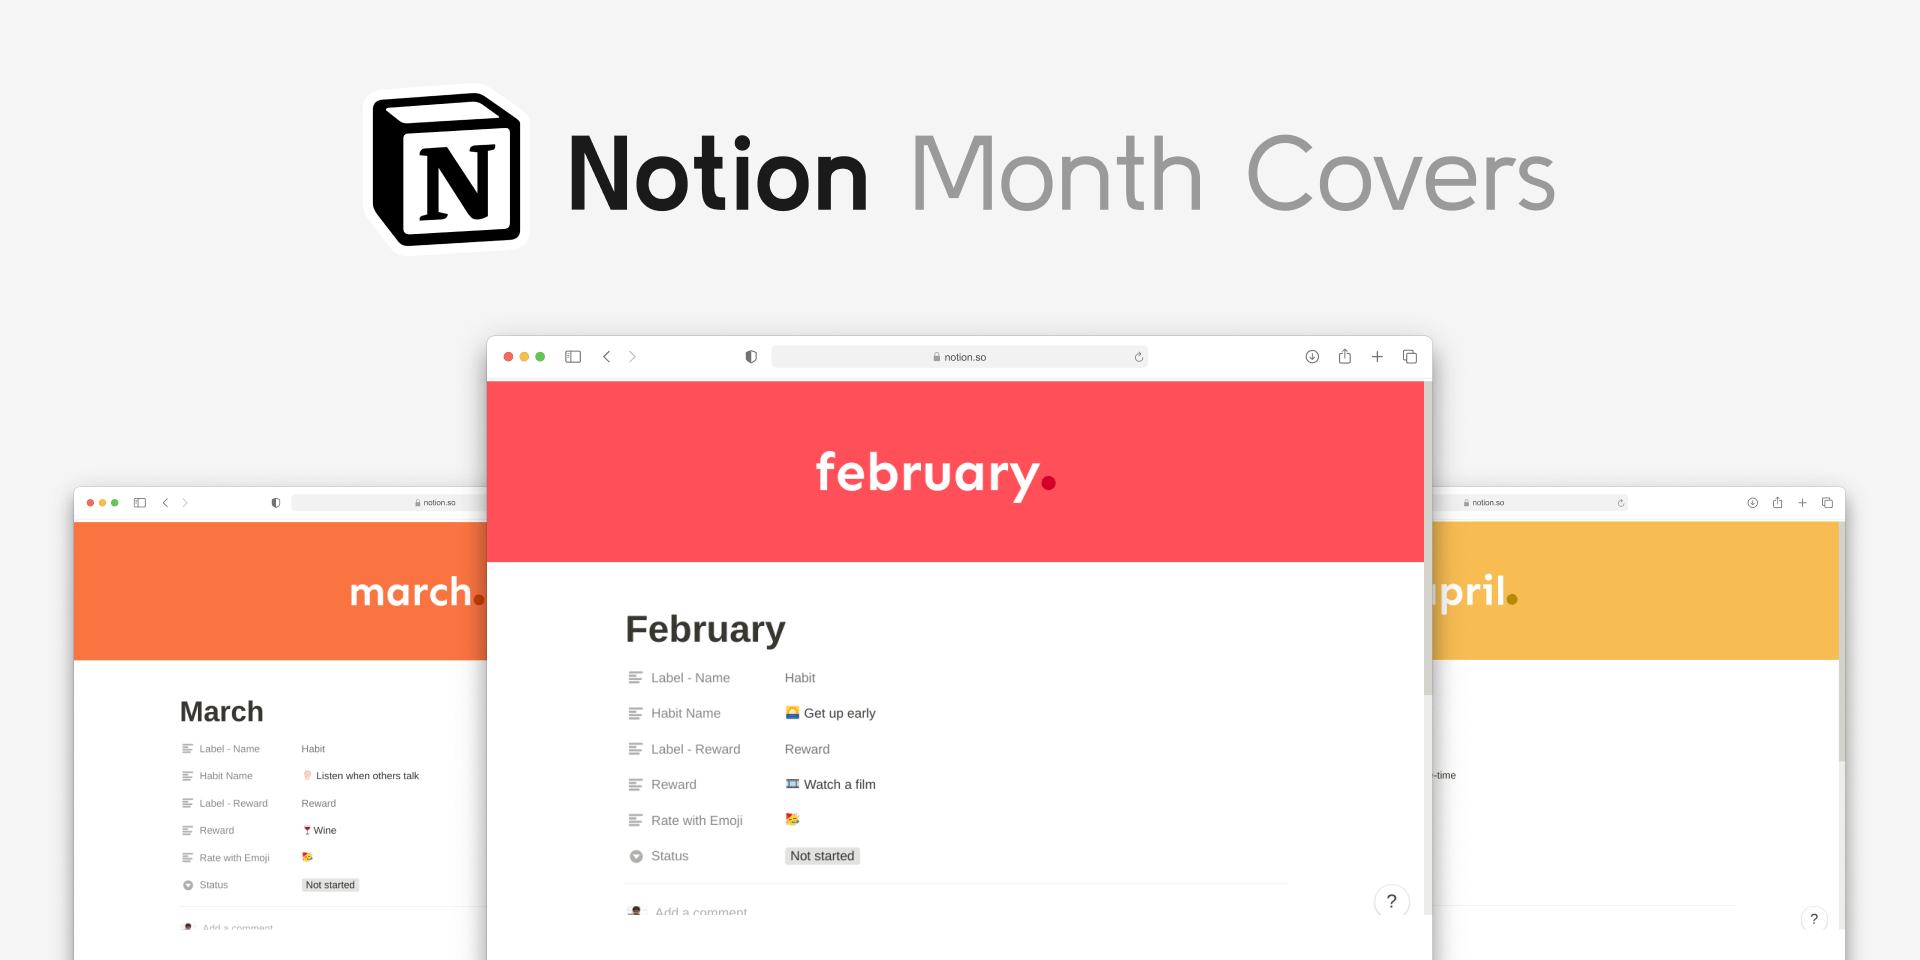 N
Notion Month Covers
notion.so
february.
February
Label - Name Habit
Habit Name Get up early
Label - Reward Reward
Reward Watch a film
Rate with Emoji
Status Not started
Add a comment
?
notion.so
march.
March
Label - Name Habit
Habit Name Listen when others talk
Label - Reward Reward
Reward Wine
Rate with Emoji
Status Not started
Add a comment
notion.so
april.
-time
?